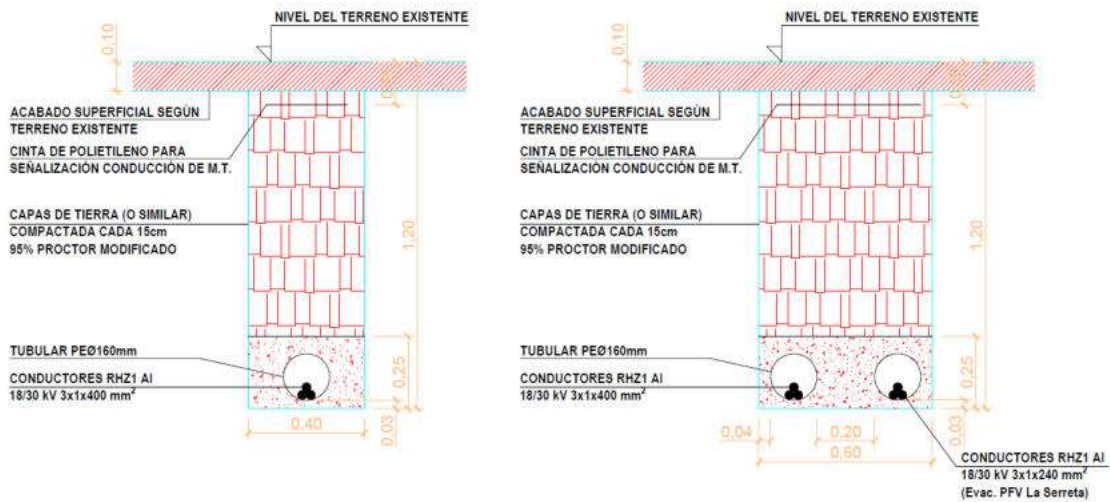 NIVEL DEL TERRENO EXISTENTE
0,10
ACABADO SUPERFICIAL SEGÚN
TERRENO EXISTENTE
CINTA DE POLIETILENO PARA
SEÑALIZACIÓN CONDUCCIÓN DE M.T.
CAPAS DE TIERRA (O SIMILAR)
COMPACTADA CADA 15cm
95% PROCTOR MODIFICADO
1,20
TUBULAR PEØ160mm
CONDUCTORES RHZ1 Al
18/30 kV 3x1x400 mm²
0,25
0,03
0,40
NIVEL DEL TERRENO EXISTENTE
0,10
ACABADO SUPERFICIAL SEGÚN
TERRENO EXISTENTE
CINTA DE POLIETILENO PARA
SEÑALIZACIÓN CONDUCCIÓN DE M.T.
CAPAS DE TIERRA (O SIMILAR)
COMPACTADA CADA 15cm
95% PROCTOR MODIFICADO
1,20
TUBULAR PEØ160mm
CONDUCTORES RHZ1 Al
18/30 kV 3x1x400 mm²
0,25
0,03
0,04
0,20
0,60
CONDUCTORES RHZ1 Al
18/30 kV 3x1x240 mm²
(Evac. PFV La Serreta)